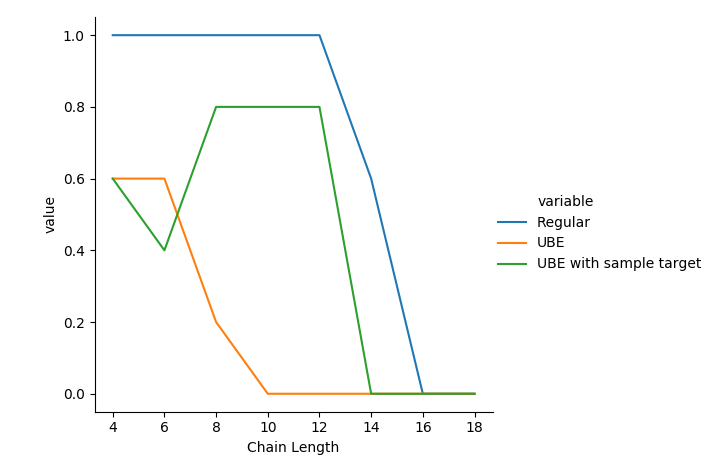 1.0
0.8
0.6
0.4
0.2
0.0
value
4 6 8 10 12 14 16 18
Chain Length
variable
Regular
UBE
UBE with sample target